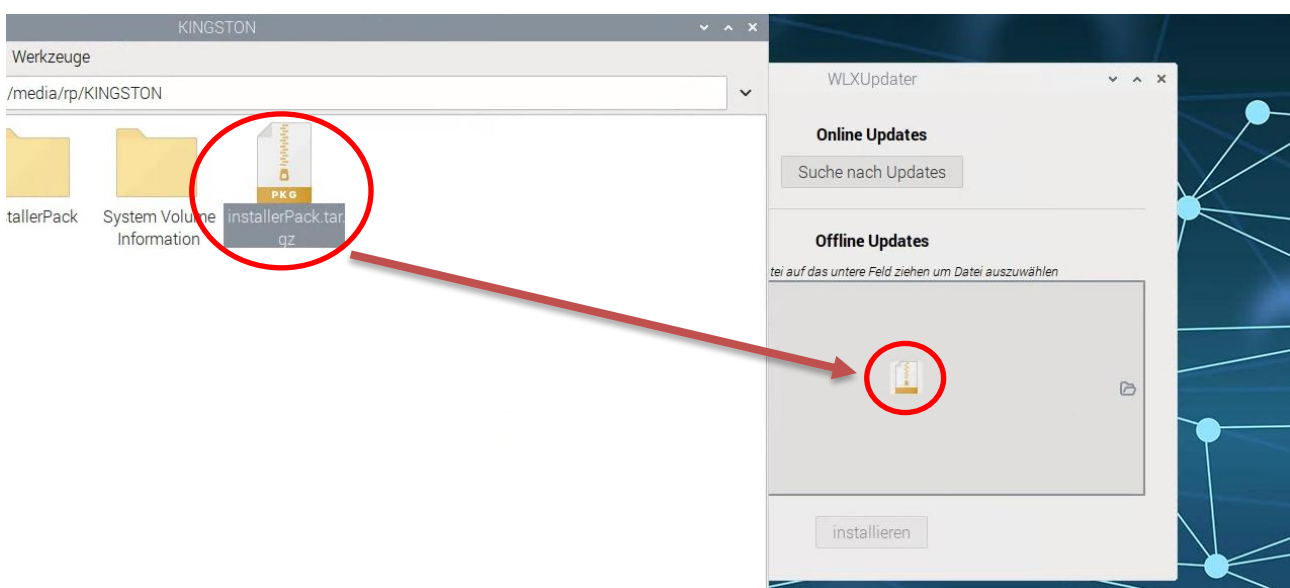 KINGSTON
Werkzeuge
/media/rp/KINGSTON
PKG
tallerPack
System Volume
Information
installerPack.tar.
gz
WLXUpdater
Online Updates
Suche nach Updates
Offline Updates
tei auf das untere Feld ziehen um Datei auszuwählen
installieren